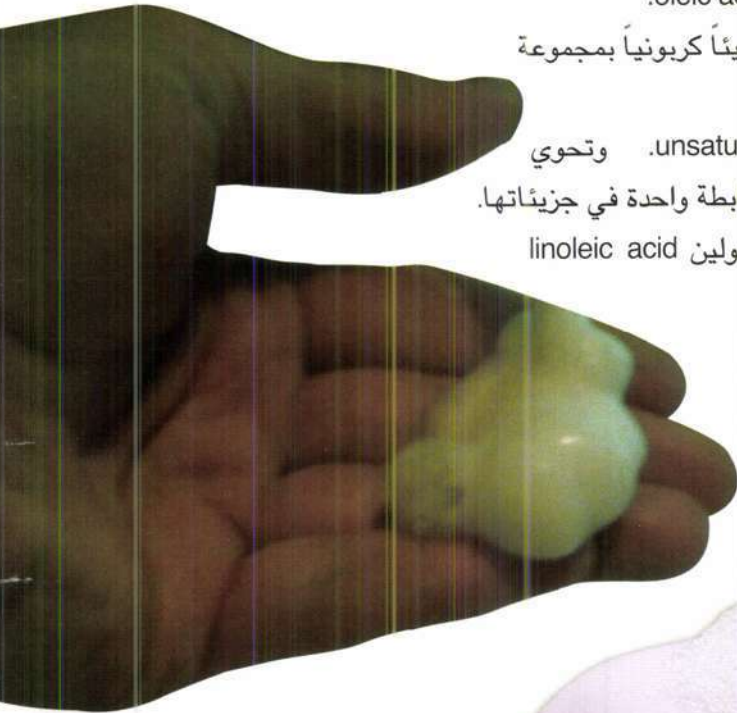 .oleic ac
يئاً كربونياً بمجموعة
unsatu. وتحوي
بطة واحدة في جزيئاتها.
ولين linoleic acid